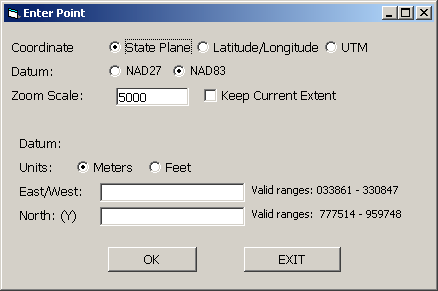 Enter Point
Coordinate State Plane Latitude/Longitude UTM
Datum: NAD27 NAD83
Zoom Scale: 5000 Keep Current Extent
Datum:
Units: Meters Feet
East/West: Valid ranges: 033861 - 330847
North: (Y) Valid ranges: 777514 - 959748
OK EXIT